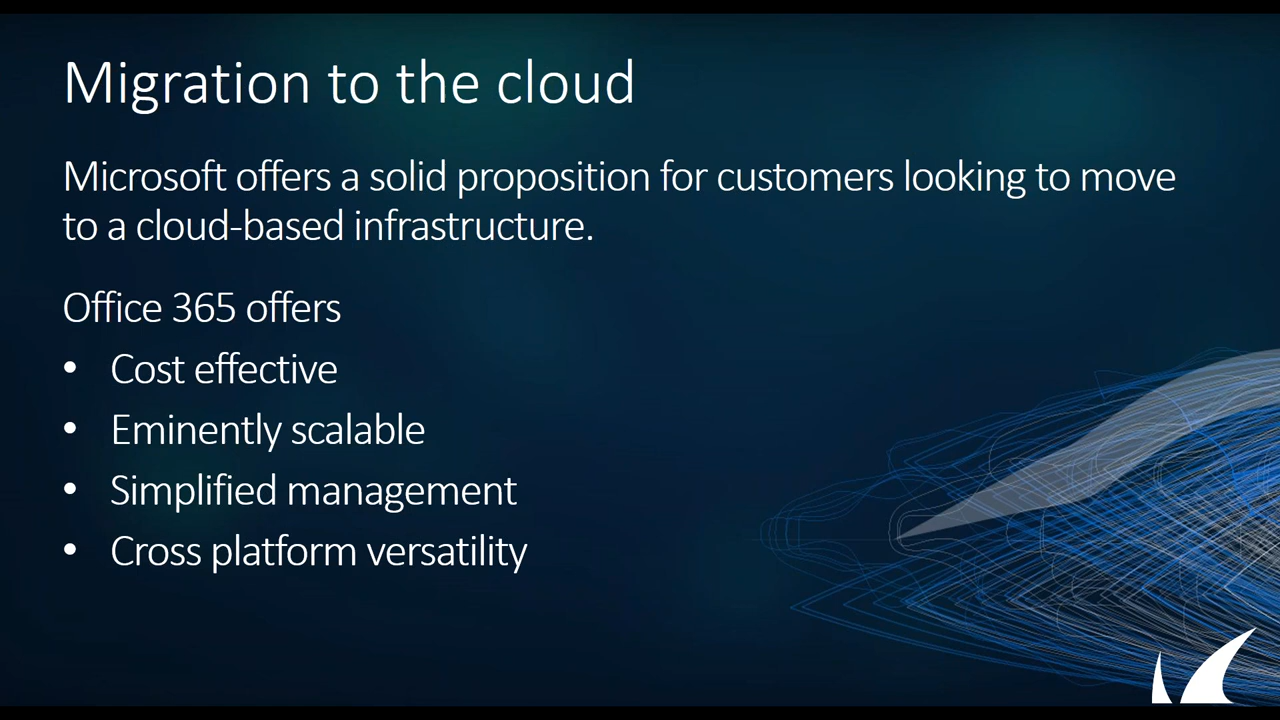 Migration to the cloud
Microsoft offers a solid proposition for customers looking to move
to a cloud-based infrastructure.
Office 365 offers
• Cost effective
• Eminently scalable
• Simplified management
• Cross platform versatility